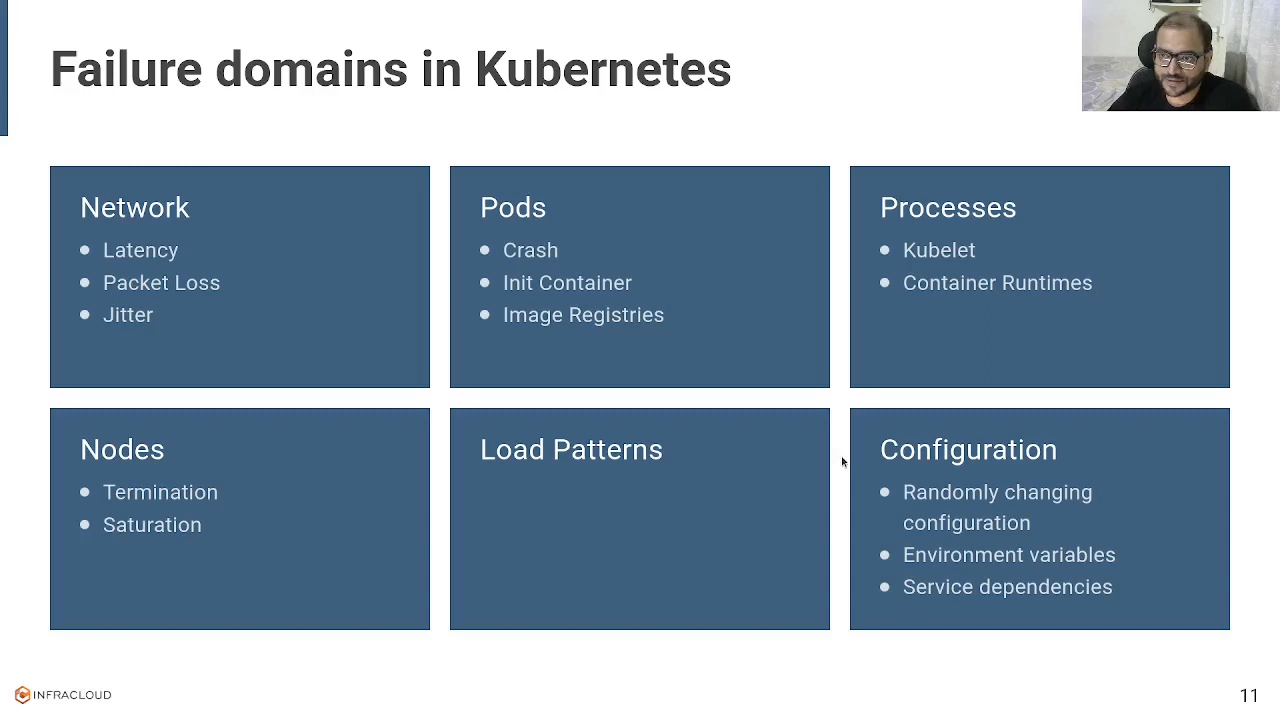 Failure domains in Kubernetes
Network
Latency
Packet Loss
Jitter
Pods
Crash
Init Container
Image Registries
Processes
Kubelet
Container Runtimes
Nodes
Termination
Saturation
Load Patterns
Configuration
Randomly changing
configuration
Environment variables
Service dependencies
INFRACLOUD
11